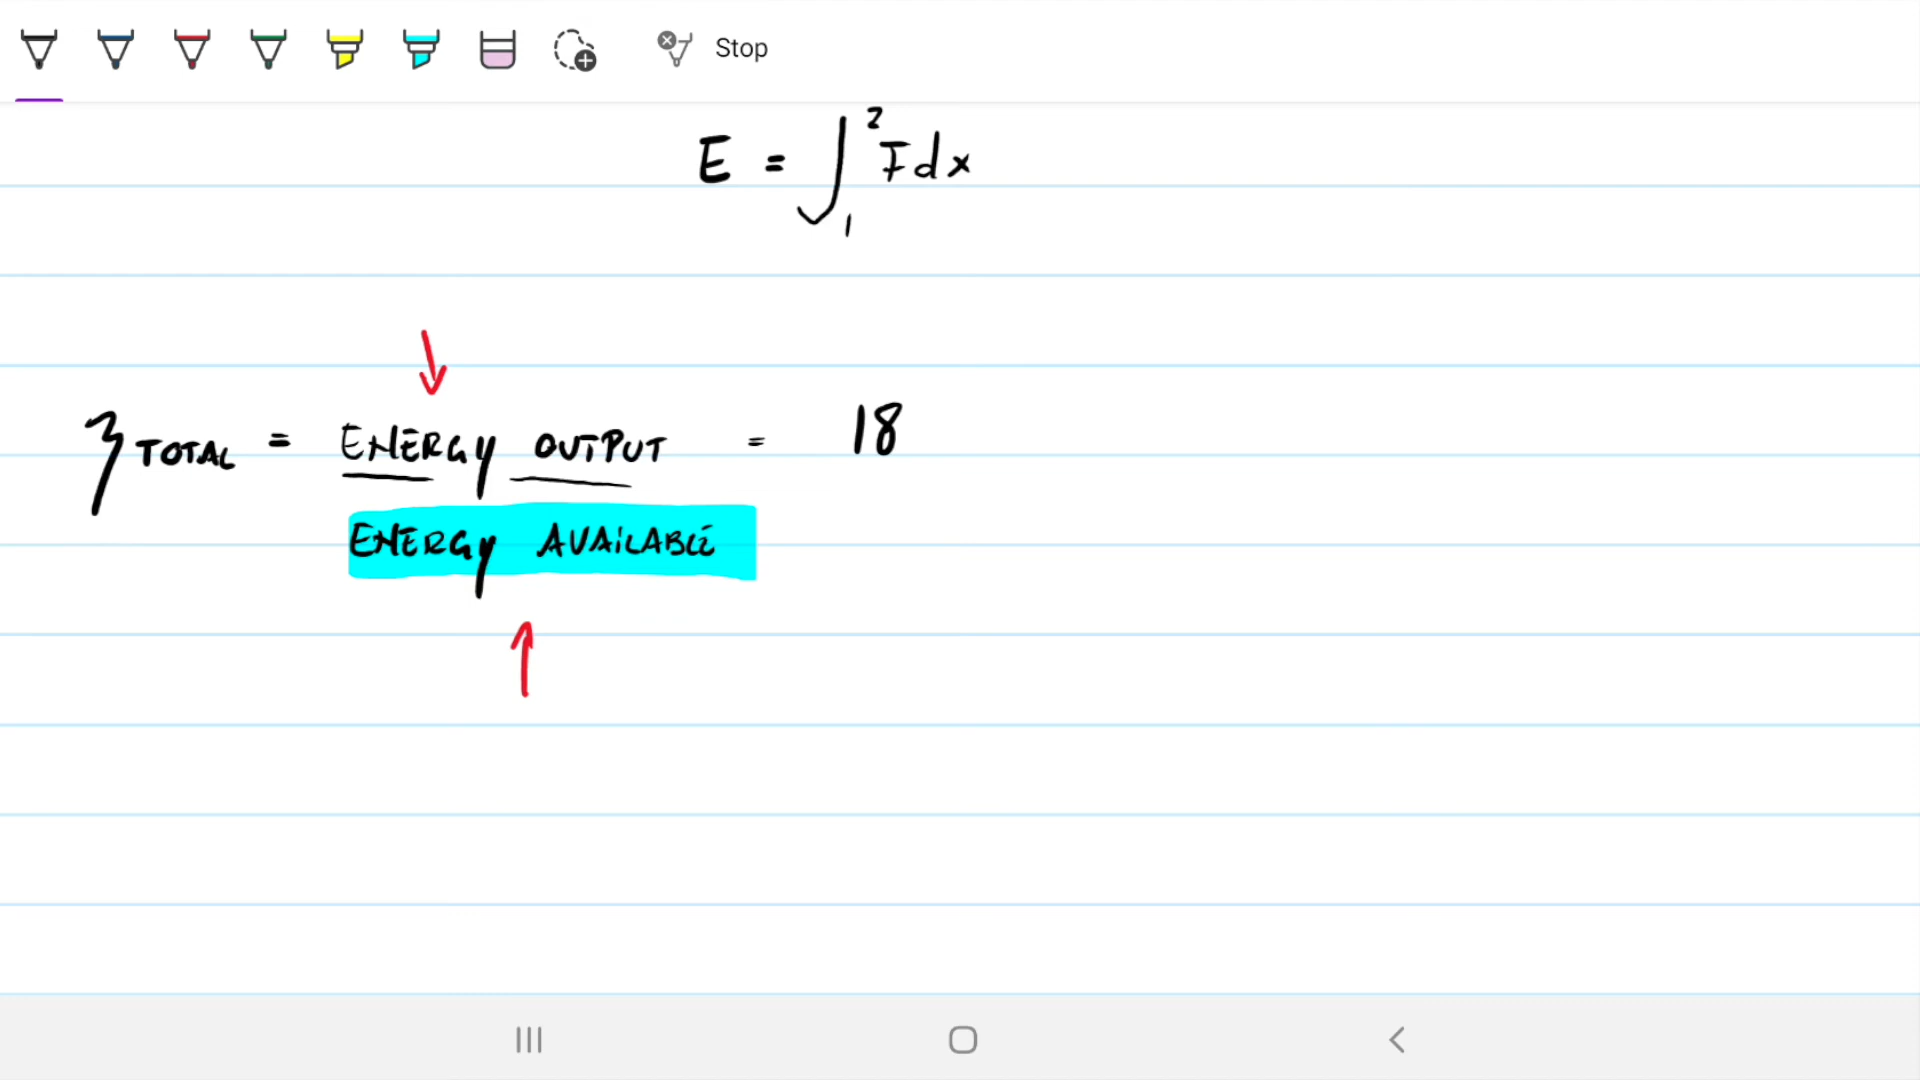 Stop
E = ∫₁² F dx
η TOTAL = ENERGY OUTPUT = 18
ENERGY AVAILABLE